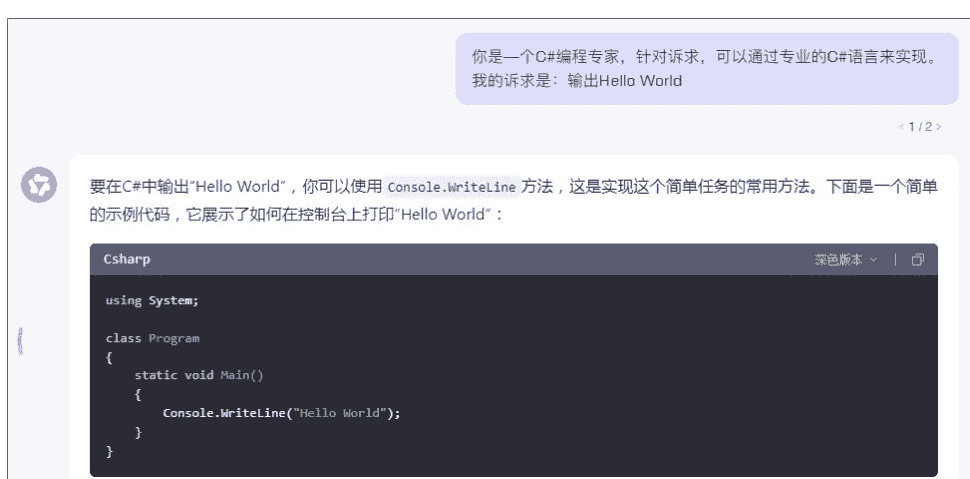 你是一个C#编程专家，针对诉求，可以通过专业的C#语言来实现。
我的诉求是：输出Hello World
< 1 / 2 >
要在C#中输出“Hello World”，你可以使用 Console.WriteLine 方法，这是实现这个简单任务的常用方法。下面是一个简单
的示例代码，它展示了如何在控制台上打印“Hello World”：
Csharp 深色版本
using System;
class Program
{
    static void Main()
    {
        Console.WriteLine("Hello World");
    }
}